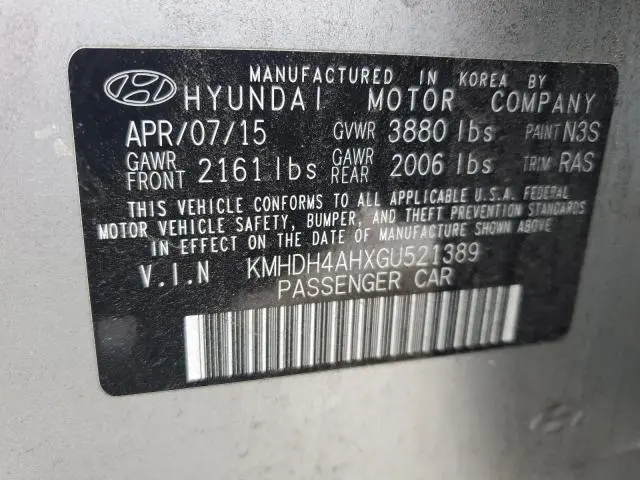 MANUFACTURED IN KOREA BY
HYUNDAI MOTOR COMPANY
APR/07/15 GVWR 3880 lbs PAINT N3S
GAWR FRONT 2161 lbs GAWR REAR 2006 lbs TRIM RAS
THIS VEHICLE CONFORMS TO ALL APPLICABLE U.S.A. FEDERAL
MOTOR VEHICLE SAFETY, BUMPER, AND THEFT PREVENTION STANDARDS
IN EFFECT ON THE DATE OF MANUFACTURE SHOWN ABOVE.
V.I.N KMHDH4AHXGU521389
PASSENGER CAR